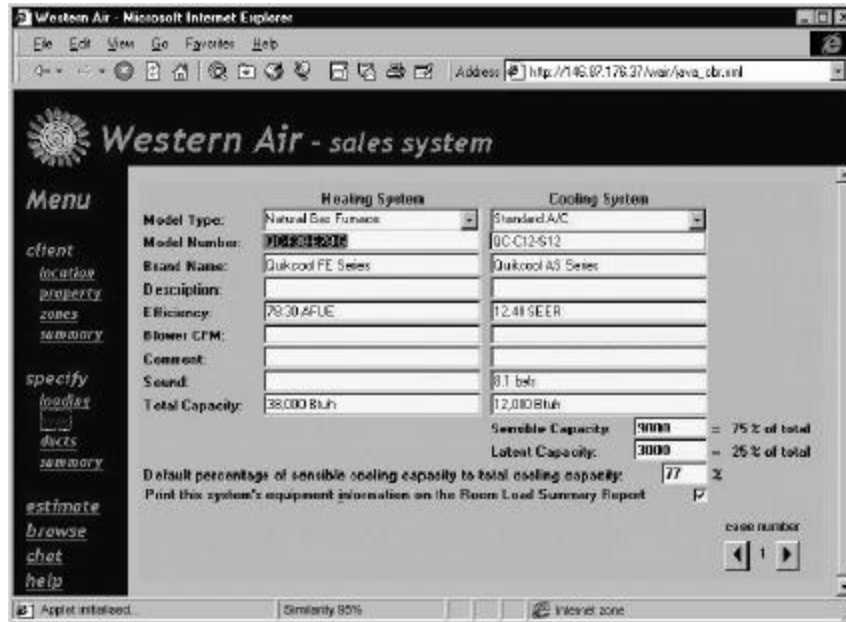 Western Air - Microsoft Internet Explorer
File Edit View Go Favorites Help
Address http://146.87.176.37/wair/java_cbr.xml
Western Air - sales system
Menu
client
location
property
zones
summary
specify
loading
ducts
summary
estimate
browse
chat
help
Heating System Cooling System
Model Type: Natural Gas Furnace Standard A/C
Model Number: QC-C12-S12
Brand Name: Quikcool FE Series Quikcool AS Series
Description:
Efficiency: 78.30 AFUE 12.40 SEER
Blower CFM:
Comment:
Sound: 8.1 bels
Total Capacity: 38,000 Btuh 12,000 Btuh
Sensible Capacity: 9000 = 75 % of total
Latent Capacity: 3000 = 25 % of total
Default percentage of sensible cooling capacity to total cooling capacity: 77 %
Print this system's equipment information on the Room Load Summary Report
case number
1
Applet initialised. Similarity 95% Internet zone